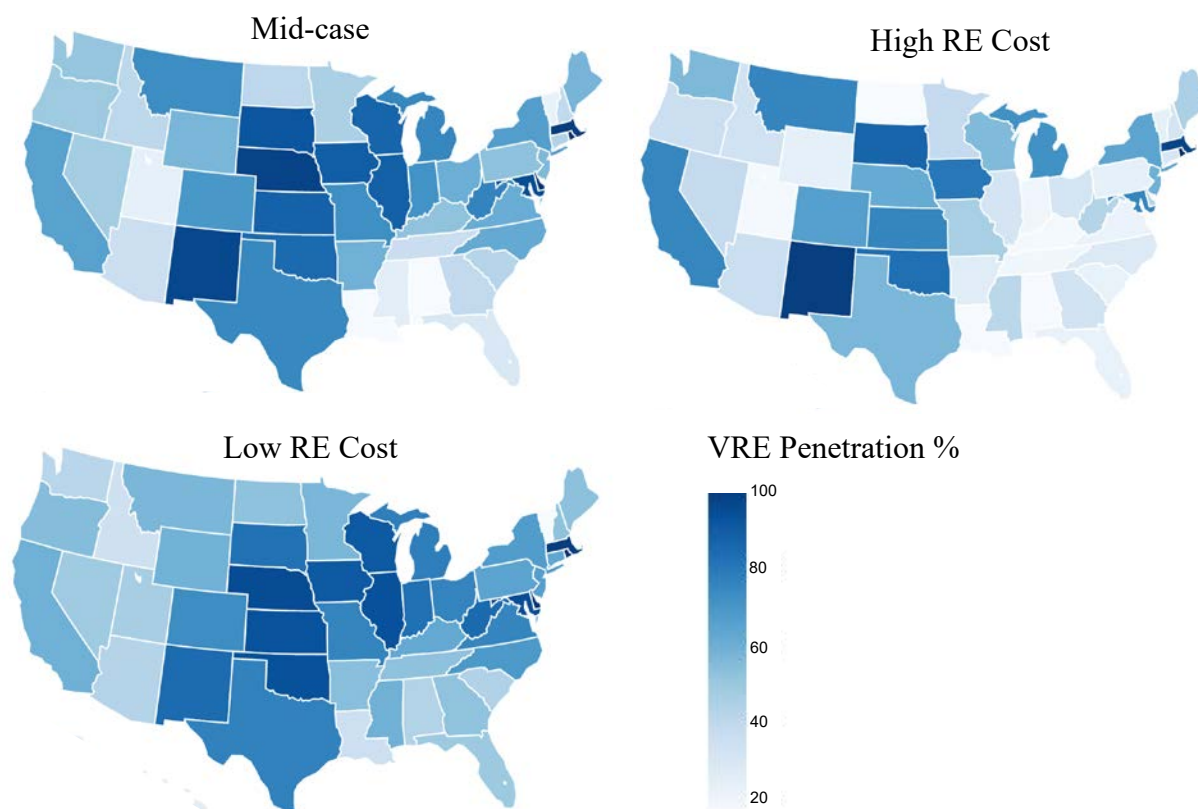 Mid-case
High RE Cost
Low RE Cost
VRE Penetration %
100
80
60
40
20